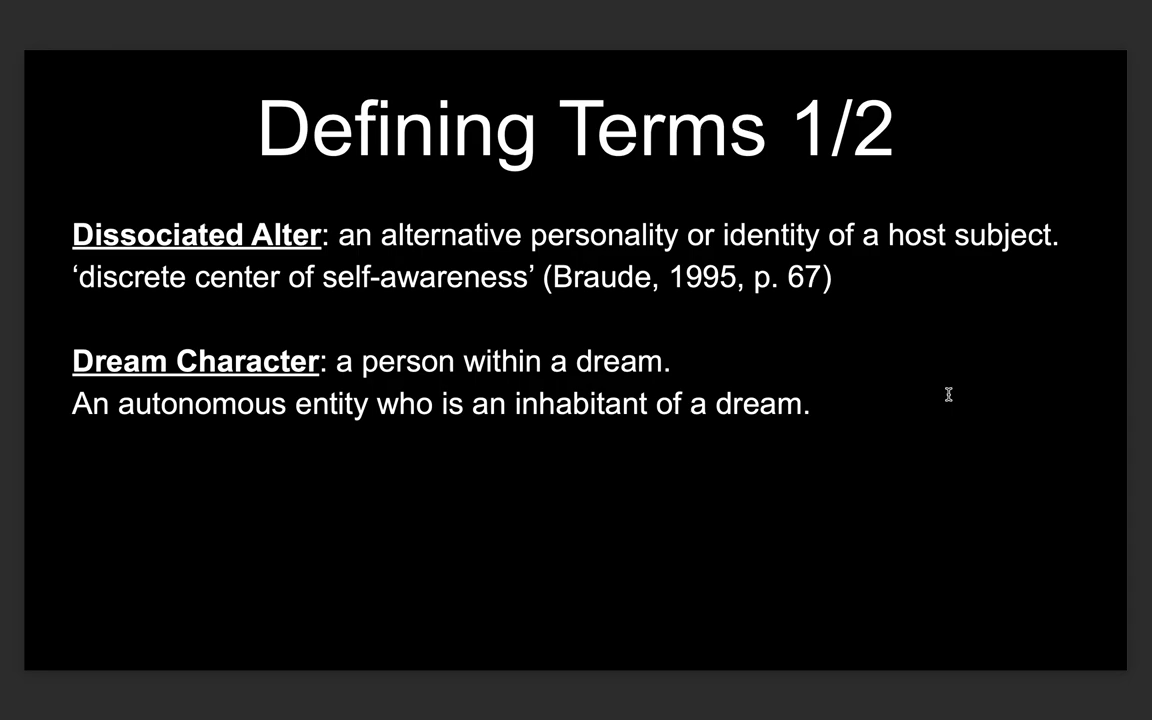 Defining Terms 1/2
Dissociated Alter: an alternative personality or identity of a host subject.
‘discrete center of self-awareness’ (Braude, 1995, p. 67)
Dream Character: a person within a dream.
An autonomous entity who is an inhabitant of a dream.